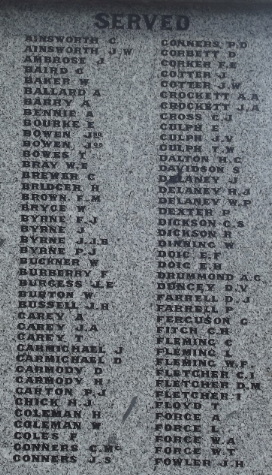 SERVED
AINSWORTH C
AINSWORTH J.W
AMBROSE J
BAIRD G
BAKER W
BALLARD A
BARRY A
BENNIE A
BOURKE E
BOWEN JNR
BOWEN JSR
BOWES T
BRAY W.E
BREWER C
BRIDGER H
BROWN F.M
BRYCE W
BYRNE F.J
BYRNE J
BYRNE J.J.B
BYRNE P.J
BUCKNER W
BURBERRY F
BURGESS J.E
BURTON W
BUSSELL J.H
CAREY A
CAREY J.A
CAREY T
CARMICHAEL J
CARMICHAEL D
CARMODY D
CARMODY H
CARTON P.J
CHICK H.J
COLEMAN H
COLEMAN W
COLES F
CONNERS C.MC
CONNERS J.S
CONNERS P.D
CORBETT D
CORKER F.E
COTTER J
COTTER J.W
CROCKETT A.A
CROCKETT J.A
CROSS C.J
CULPH E
CULPH J.V
CULPH T.W
DALTON H.C
DAVIDSON S
DELANEY J
DELANEY H.J
DELANEY W.P
DEXTER P
DICKSON C.S
DICKSON R
DINNING W
DOIG E.F
DOIG E.H
DRUMMOND A.G
DUNCEY D.V
FARRELL D.J
FARRELL P
FERGUSON G
FITCH C.H
FLEMING C
FLEMING L
FLEMING W.P
FLETCHER C.I
FLETCHER D.M
FLETCHER I
FLOYD T
FORCE A
FORCE L
FORCE W.A
FORCE W.T
FOWLER J.H